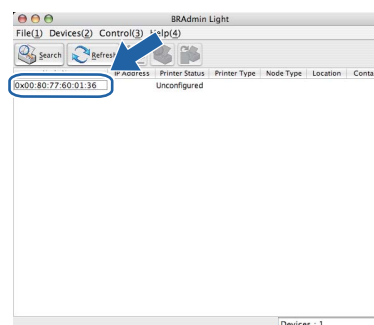 BRAdmin Light
File(1) Devices(2) Control(3) Help(4)
Search Refresh
IP Address Printer Status Printer Type Node Type Location Conta
0x00:80:77:60:01:36 Unconfigured
Devices : 1